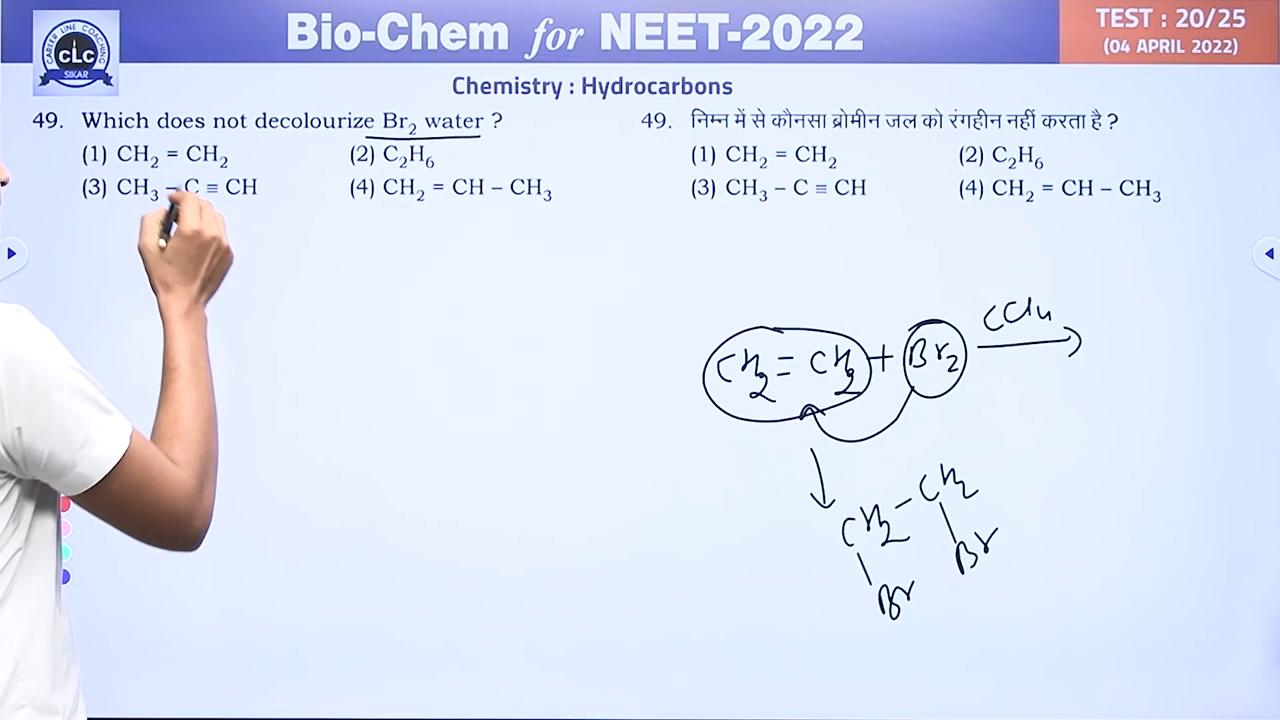 CAREER LINE COACHING
CLC
SIKAR
Bio-Chem for NEET-2022
TEST : 20/25
(04 APRIL 2022)
Chemistry : Hydrocarbons
49. Which does not decolourize Br₂ water ?
(1) CH₂ = CH₂ (2) C₂H₆
(3) CH₃ – C ≡ CH (4) CH₂ = CH – CH₃
49. निम्न में से कौनसा ब्रोमीन जल को रंगहीन नहीं करता है ?
(1) CH₂ = CH₂ (2) C₂H₆
(3) CH₃ – C ≡ CH (4) CH₂ = CH – CH₃
CH₂ = CH₂ + Br₂ CCl₄ →
↓
CH₂ – CH₂
| |
Br Br